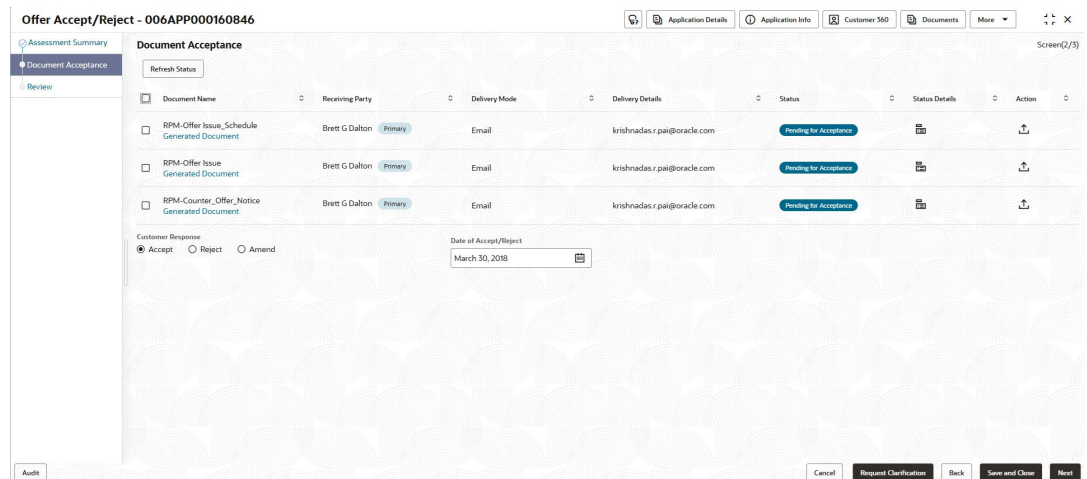 Offer Accept/Reject - 006APP000160846
Application Details
Application Info
Customer 360
Documents
More
Assessment Summary
Document Acceptance
Review
Document Acceptance
Screen(2/3)
Refresh Status
Document Name Receiving Party Delivery Mode Delivery Details Status Status Details Action
RPM-Offer Issue_Schedule
Generated Document
Brett G Dalton Primary Email krishnadas.r.pai@oracle.com Pending for Acceptance
RPM-Offer Issue
Generated Document
Brett G Dalton Primary Email krishnadas.r.pai@oracle.com Pending for Acceptance
RPM-Counter_Offer_Notice
Generated Document
Brett G Dalton Primary Email krishnadas.r.pai@oracle.com Pending for Acceptance
Customer Response
Accept Reject Amend
Date of Accept/Reject
March 30, 2018
Audit
Cancel
Request Clarification
Back
Save and Close
Next